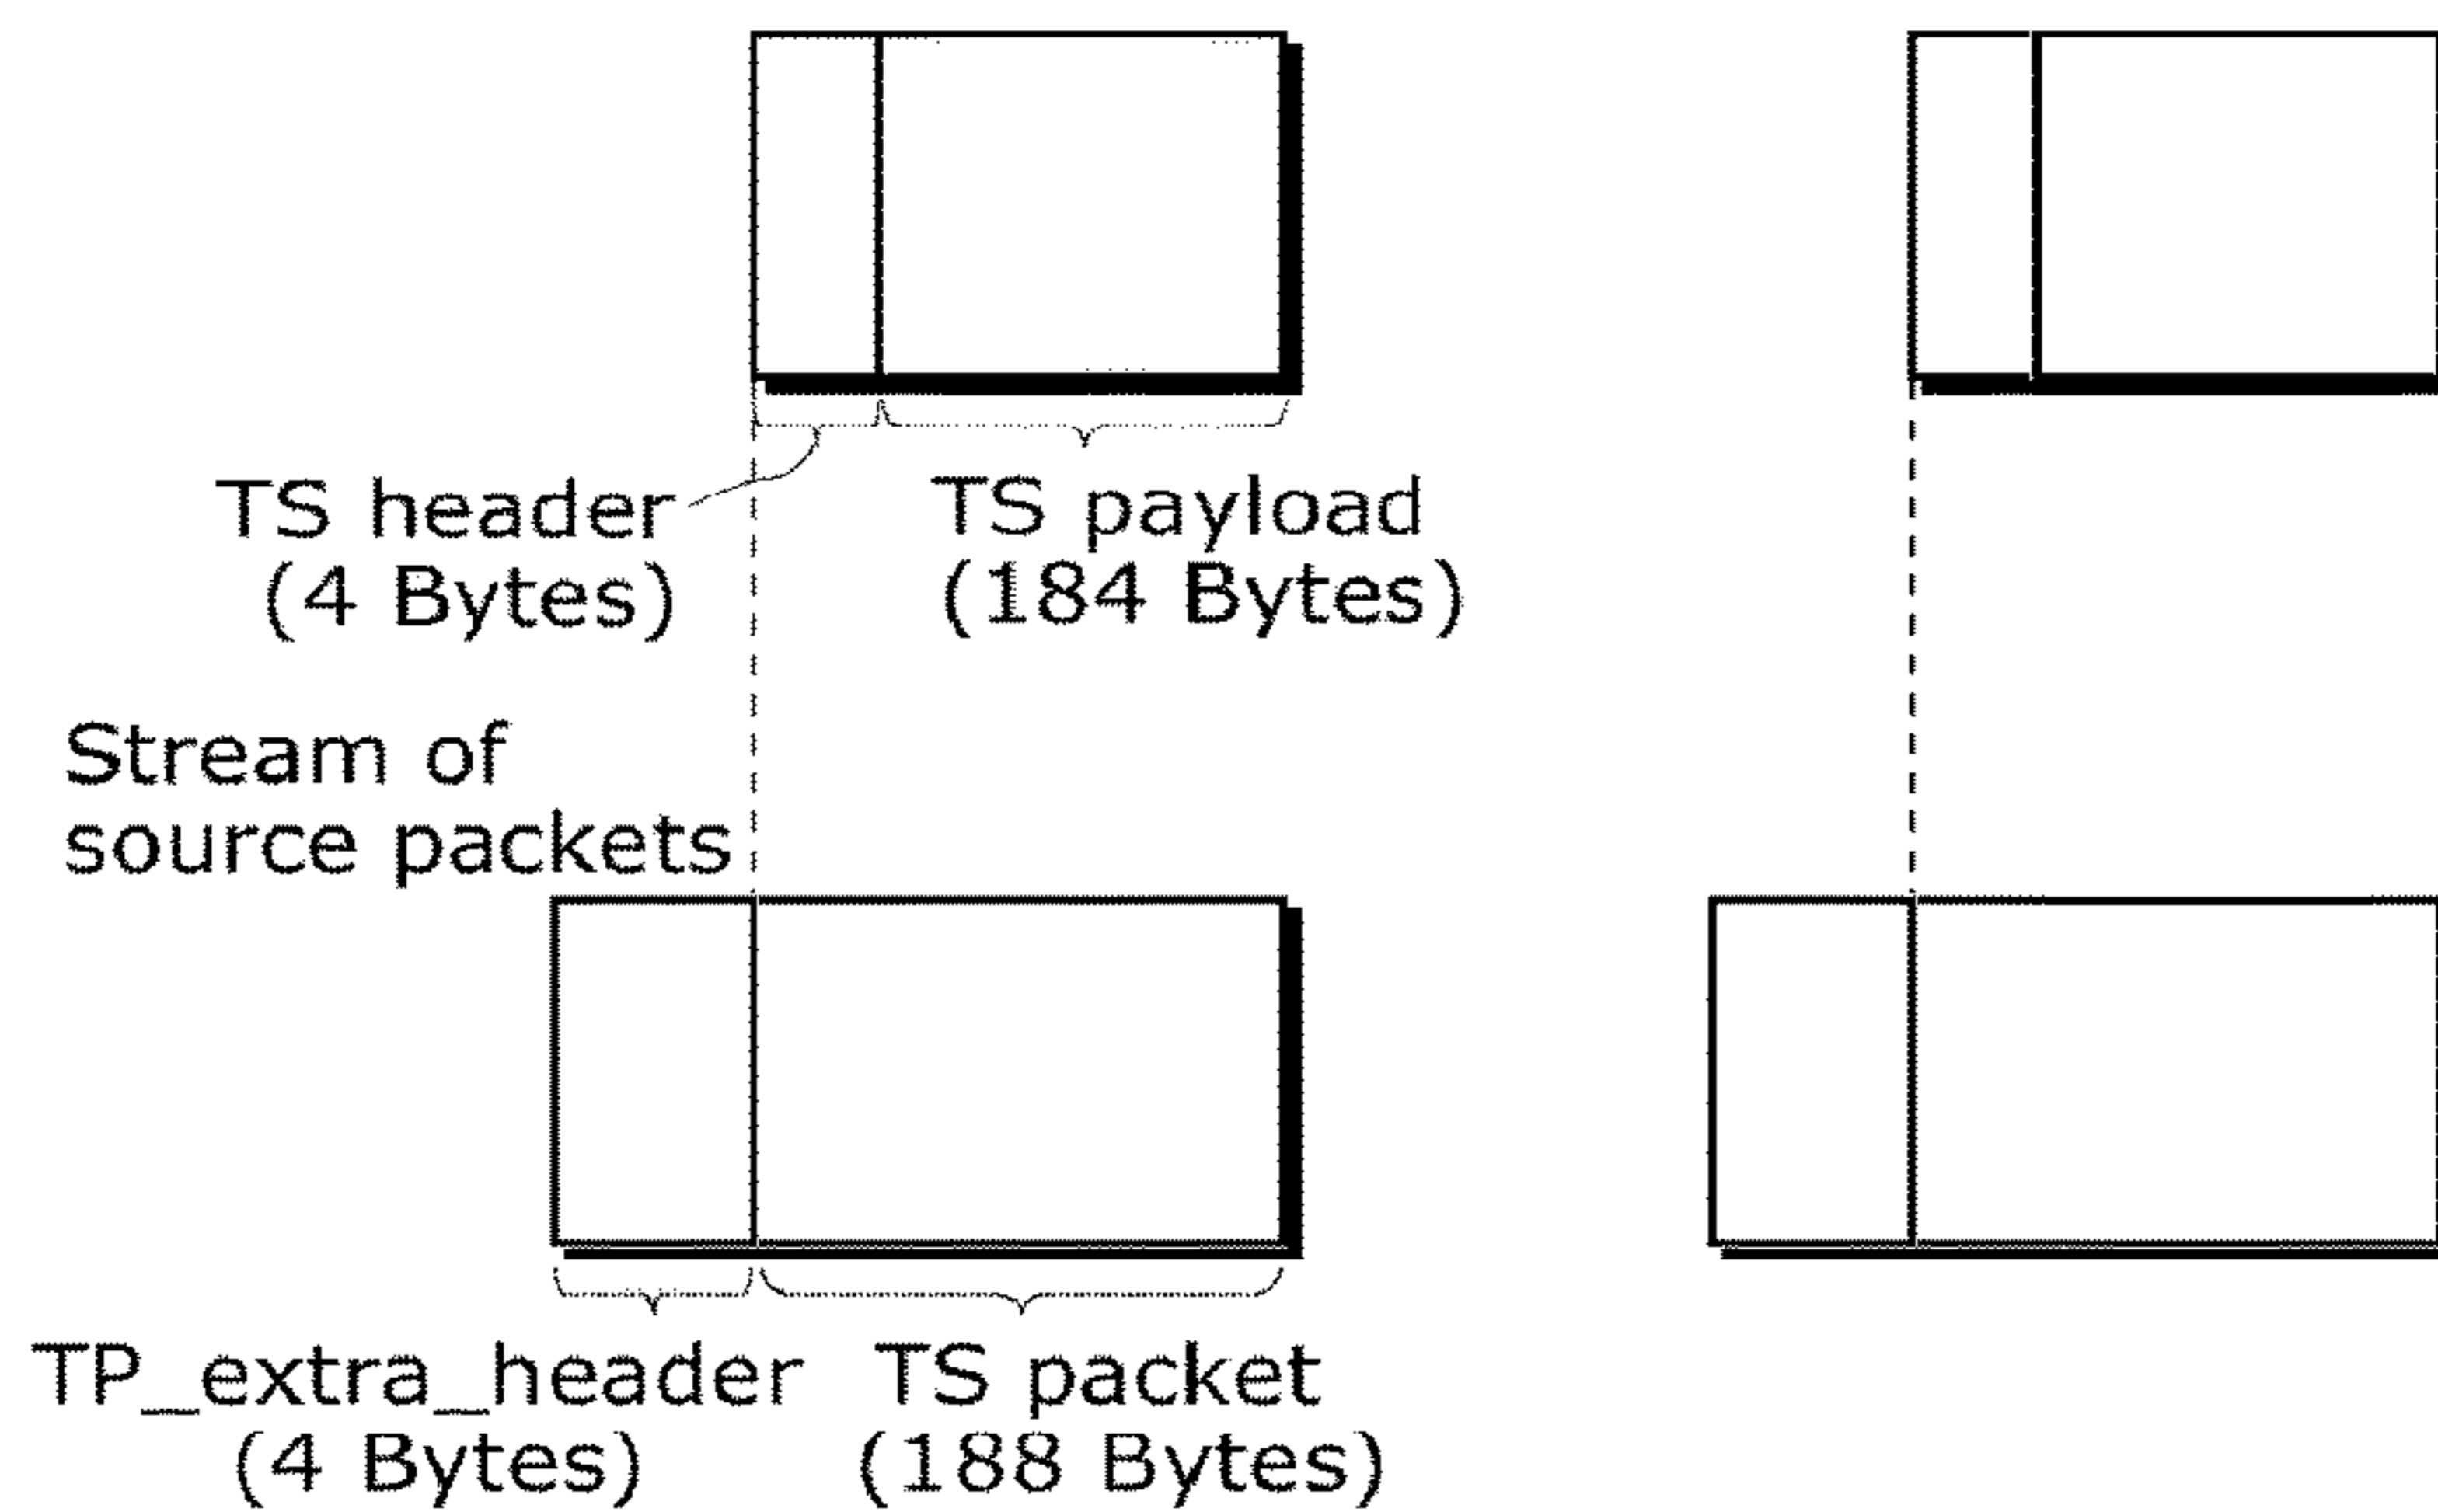 TS header
(4 Bytes)
TS payload
(184 Bytes)
Stream of
source packets
TP_extra_header
(4 Bytes)
TS packet
(188 Bytes)